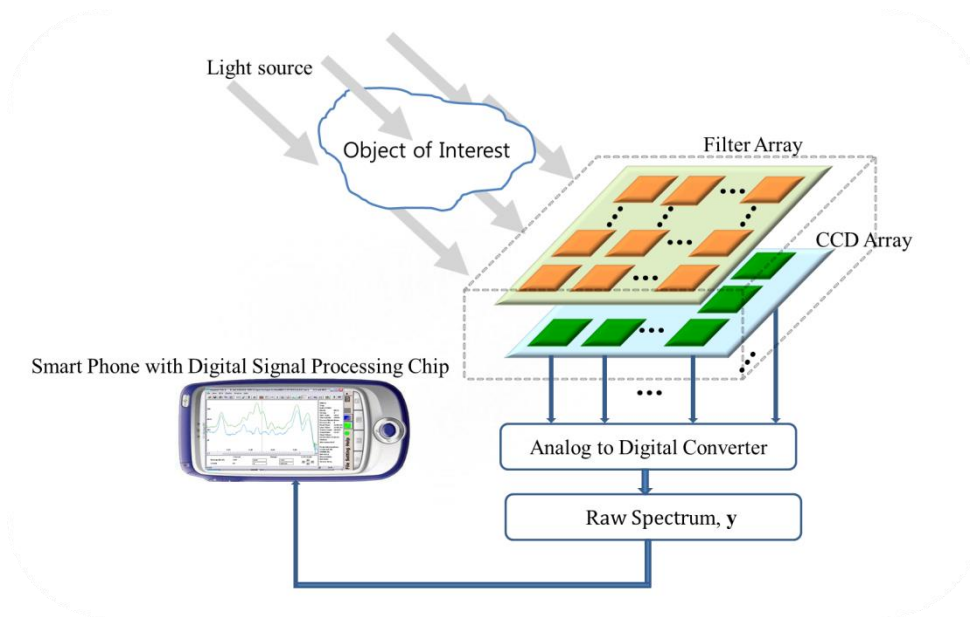 Light source
Object of Interest
Filter Array
CCD Array
Smart Phone with Digital Signal Processing Chip
Analog to Digital Converter
Raw Spectrum, y